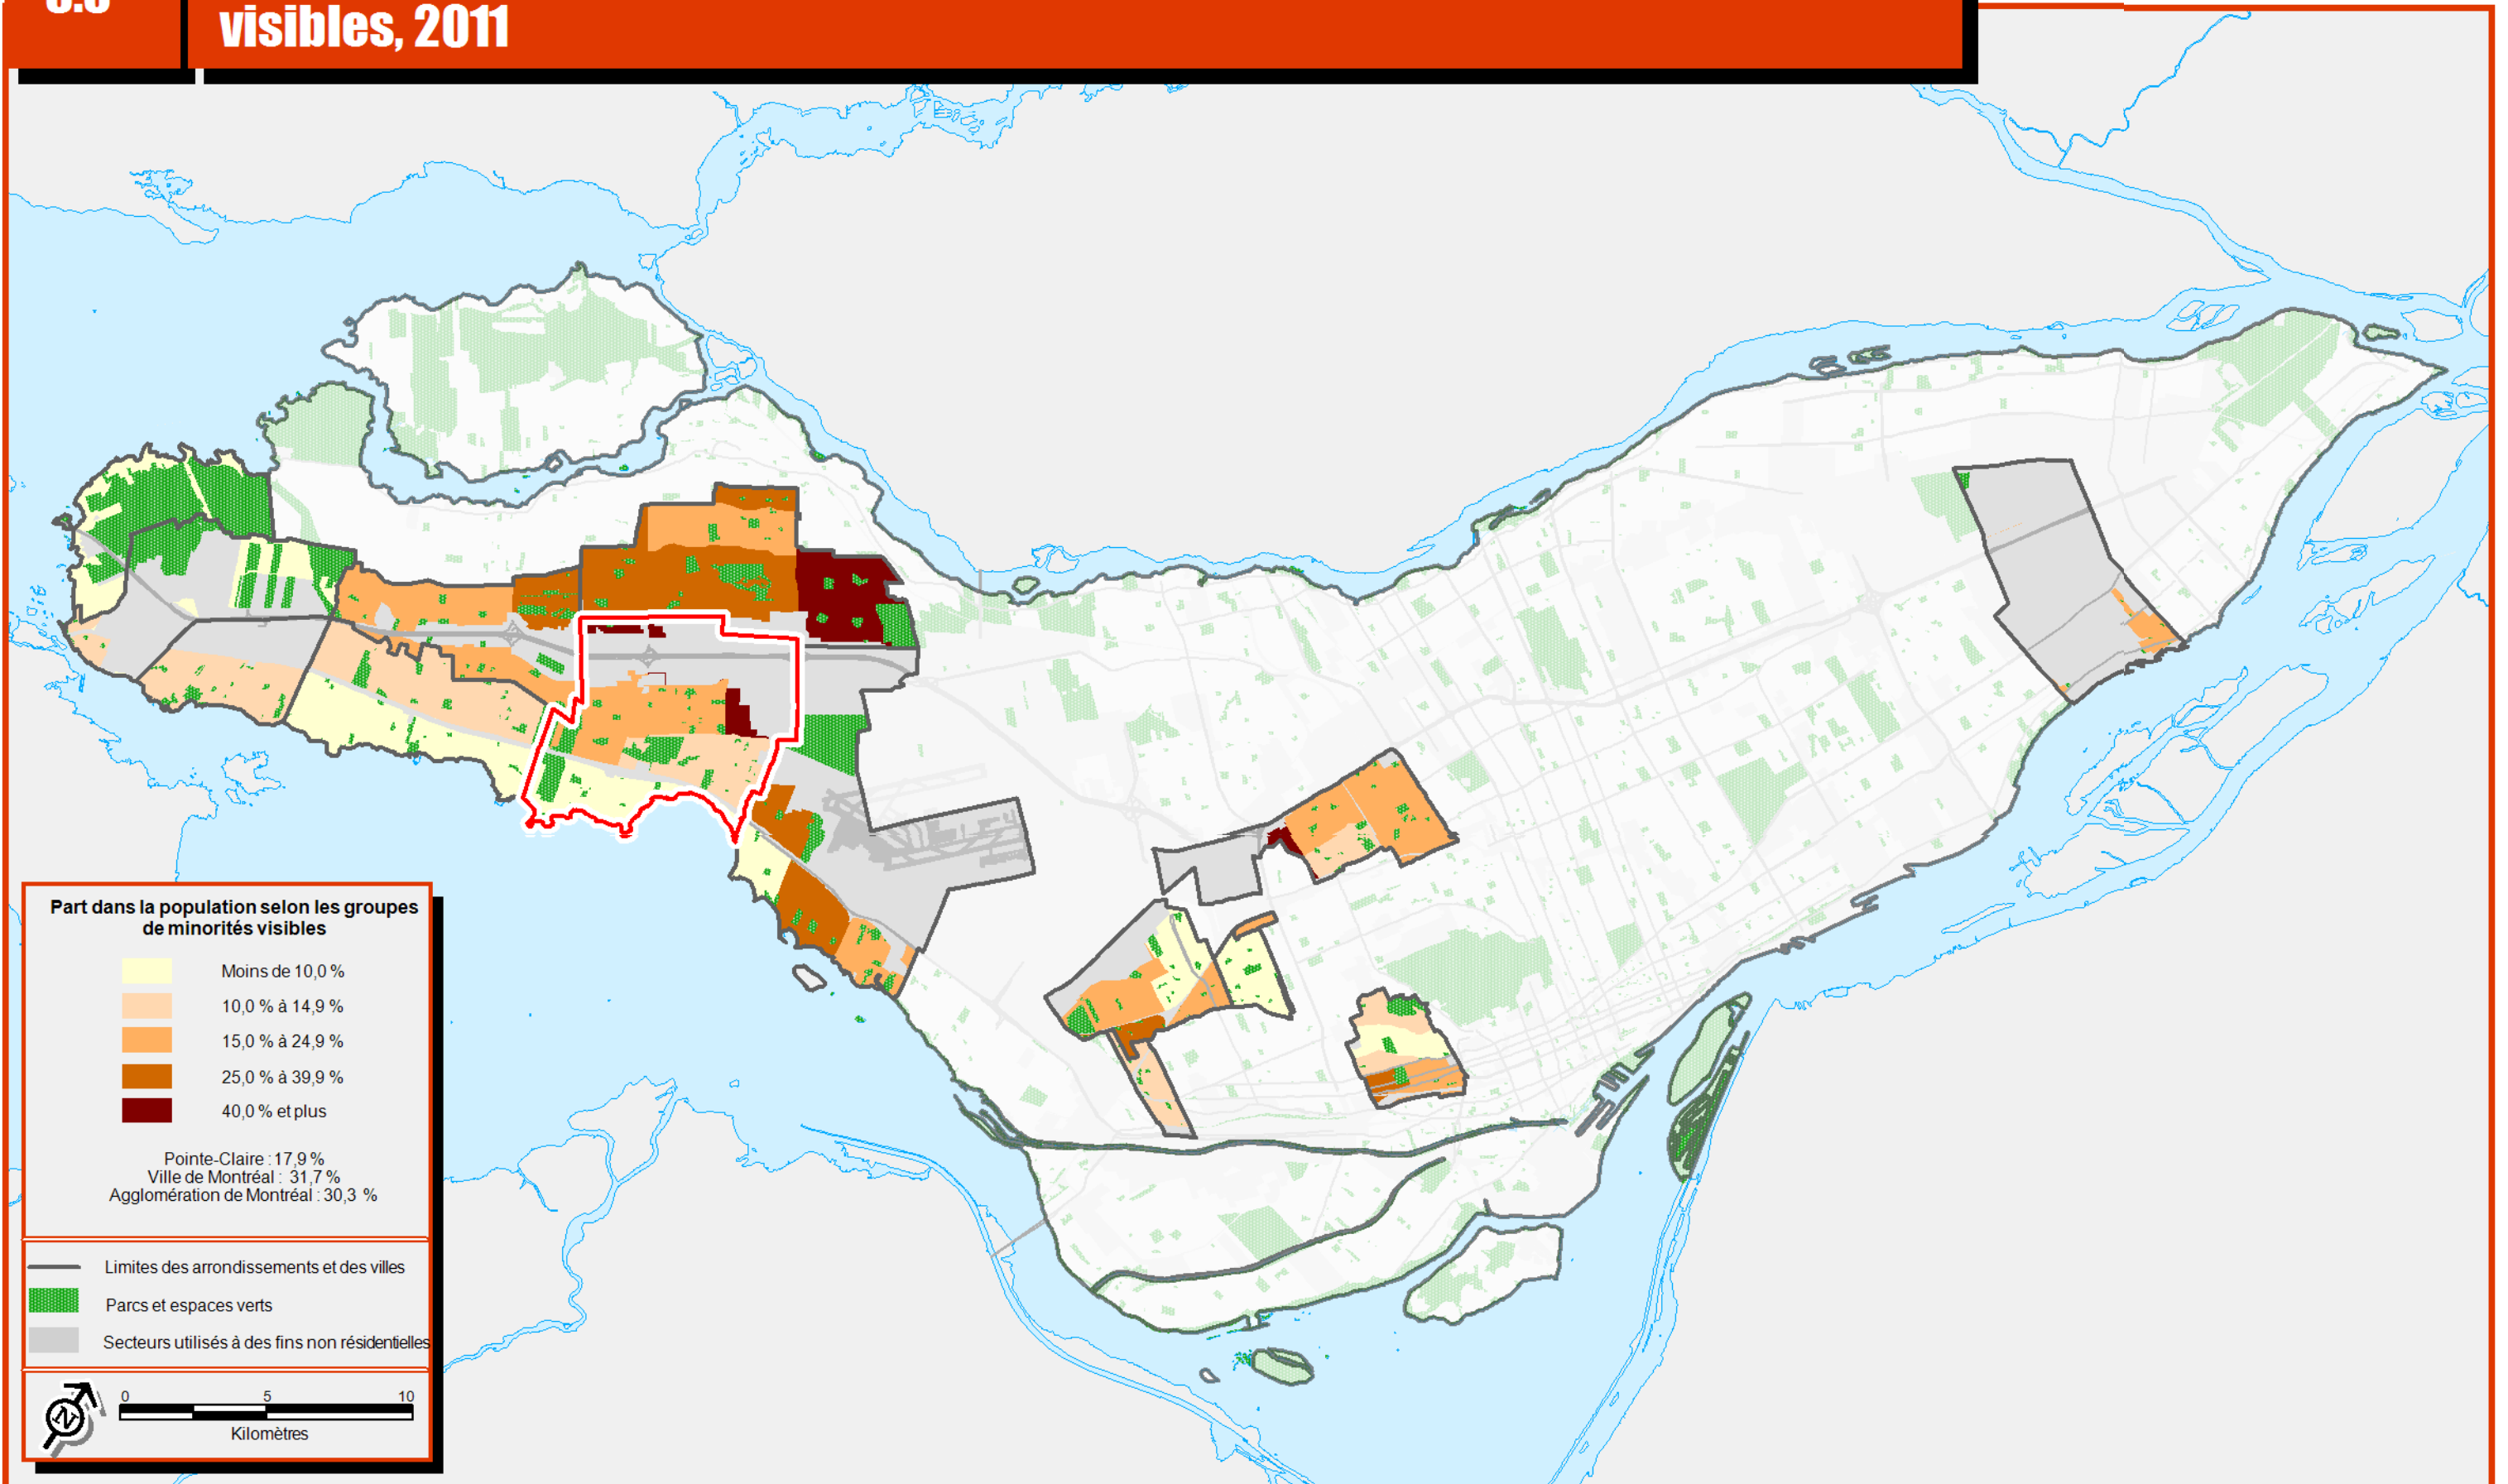 visibles, 2011
Part dans la population selon les groupes
de minorités visibles
Moins de 10,0 %
10,0 % à 14,9 %
15,0 % à 24,9 %
25,0 % à 39,9 %
40,0 % et plus
Pointe-Claire : 17,9 %
Ville de Montréal : 31,7 %
Agglomération de Montréal : 30,3 %
Limites des arrondissements et des villes
Parcs et espaces verts
Secteurs utilisés à des fins non résidentielles
N
0 5 10
Kilomètres